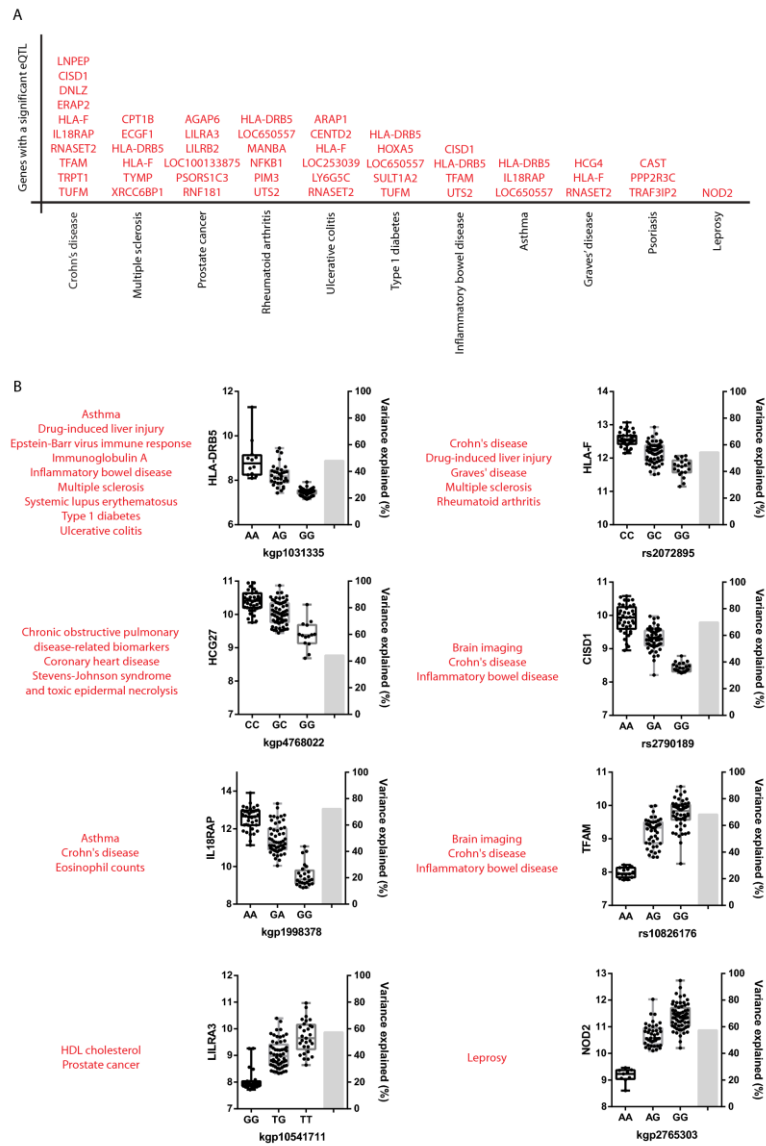 A
Genes with a significant eQTL
LNPEP
CISD1
DNLZ
ERAP2
HLA-F
IL18RAP
RNASET2
TFAM
TRPT1
TUFM
CPT1B
ECGF1
HLA-DRB5
HLA-F
TYMP
XRCC6BP1
AGAP6
LILRA3
LILRB2
LOC100133875
PSORS1C3
RNF181
HLA-DRB5
LOC650557
MANBA
NFKB1
PIM3
UTS2
ARAP1
CENTD2
HLA-F
LOC253039
LY6G5C
RNASET2
HLA-DRB5
HOXA5
LOC650557
SULT1A2
TUFM
CISD1
HLA-DRB5
TFAM
UTS2
HLA-DRB5
IL18RAP
LOC650557
HCG4
HLA-F
RNASET2
CAST
PPP2R3C
TRAF3IP2
NOD2
Crohn's disease
Multiple sclerosis
Prostate cancer
Rheumatoid arthritis
Ulcerative colitis
Type 1 diabetes
Inflammatory bowel disease
Asthma
Graves' disease
Psoriasis
Leprosy
B
Asthma
Drug-induced liver injury
Epstein-Barr virus immune response
Immunoglobulin A
Inflammatory bowel disease
Multiple sclerosis
Systemic lupus erythematosus
Type 1 diabetes
Ulcerative colitis
HLA-DRB5
12
10
8
6
AA AG GG
kgp1031335
100
80
60
40
20
0
Variance explained (%)
Crohn's disease
Drug-induced liver injury
Graves' disease
Multiple sclerosis
Rheumatoid arthritis
HLA-F
14
13
12
11
10
CC GC GG
rs2072895
100
80
60
40
20
0
Variance explained (%)
Chronic obstructive pulmonary
disease-related biomarkers
Coronary heart disease
Stevens-Johnson syndrome
and toxic epidermal necrolysis
HCG27
11
10
9
8
7
CC GC GG
kgp4768022
100
80
60
40
20
0
Variance explained (%)
Brain imaging
Crohn's disease
Inflammatory bowel disease
CISD1
11
10
9
8
7
AA GA GG
rs2790189
100
80
60
40
20
0
Variance explained (%)
Asthma
Crohn's disease
Eosinophil counts
IL18RAP
14
12
10
8
AA GA GG
kgp1998378
100
80
60
40
20
0
Variance explained (%)
Brain imaging
Crohn's disease
Inflammatory bowel disease
TFAM
11
10
9
8
7
AA AG GG
rs10826176
100
80
60
40
20
0
Variance explained (%)
HDL cholesterol
Prostate cancer
LILRA3
12
11
10
9
8
7
GG TG TT
kgp10541711
100
80
60
40
20
0
Variance explained (%)
Leprosy
NOD2
13
12
11
10
9
8
AA AG GG
kgp2765303
100
80
60
40
20
0
Variance explained (%)